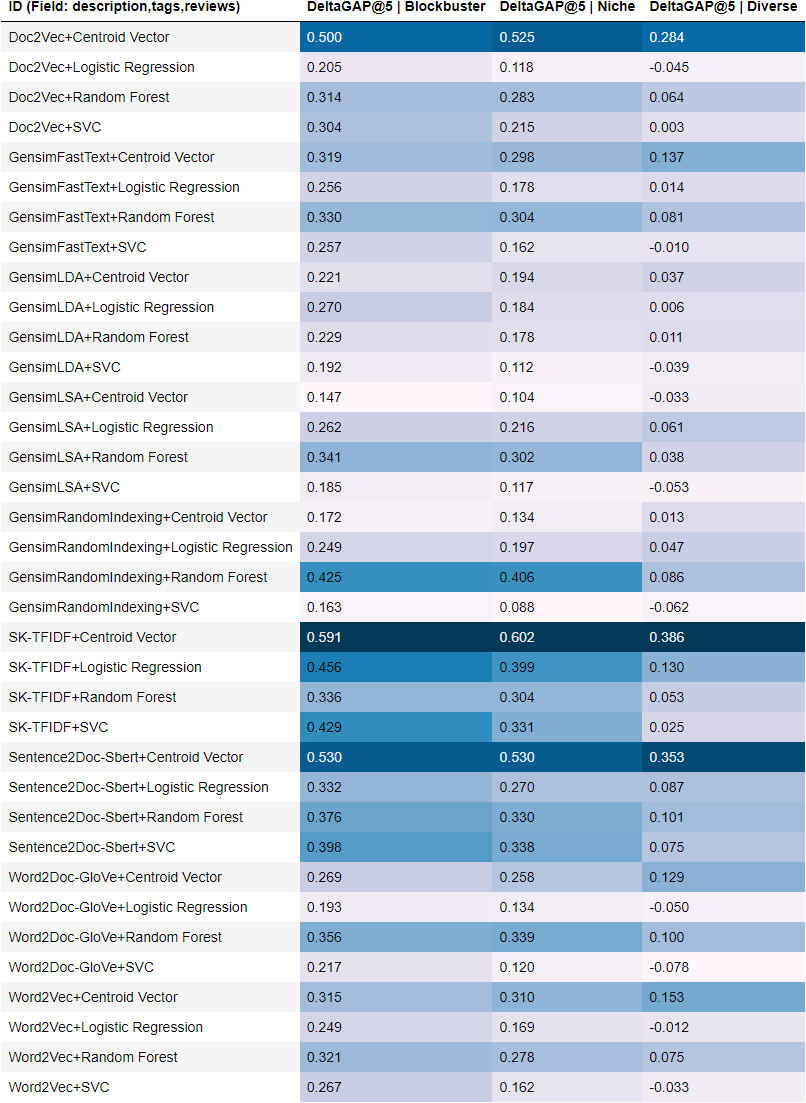 ID (Field: description,tags,reviews) DeltaGAP@5 | Blockbuster DeltaGAP@5 | Niche DeltaGAP@5 | Diverse
Doc2Vec+Centroid Vector 0.500 0.525 0.284
Doc2Vec+Logistic Regression 0.205 0.118 -0.045
Doc2Vec+Random Forest 0.314 0.283 0.064
Doc2Vec+SVC 0.304 0.215 0.003
GensimFastText+Centroid Vector 0.319 0.298 0.137
GensimFastText+Logistic Regression 0.256 0.178 0.014
GensimFastText+Random Forest 0.330 0.304 0.081
GensimFastText+SVC 0.257 0.162 -0.010
GensimLDA+Centroid Vector 0.221 0.194 0.037
GensimLDA+Logistic Regression 0.270 0.184 0.006
GensimLDA+Random Forest 0.229 0.178 0.011
GensimLDA+SVC 0.192 0.112 -0.039
GensimLSA+Centroid Vector 0.147 0.104 -0.033
GensimLSA+Logistic Regression 0.262 0.216 0.061
GensimLSA+Random Forest 0.341 0.302 0.038
GensimLSA+SVC 0.185 0.117 -0.053
GensimRandomIndexing+Centroid Vector 0.172 0.134 0.013
GensimRandomIndexing+Logistic Regression 0.249 0.197 0.047
GensimRandomIndexing+Random Forest 0.425 0.406 0.086
GensimRandomIndexing+SVC 0.163 0.088 -0.062
SK-TFIDF+Centroid Vector 0.591 0.602 0.386
SK-TFIDF+Logistic Regression 0.456 0.399 0.130
SK-TFIDF+Random Forest 0.336 0.304 0.053
SK-TFIDF+SVC 0.429 0.331 0.025
Sentence2Doc-Sbert+Centroid Vector 0.530 0.530 0.353
Sentence2Doc-Sbert+Logistic Regression 0.332 0.270 0.087
Sentence2Doc-Sbert+Random Forest 0.376 0.330 0.101
Sentence2Doc-Sbert+SVC 0.398 0.338 0.075
Word2Doc-GloVe+Centroid Vector 0.269 0.258 0.129
Word2Doc-GloVe+Logistic Regression 0.193 0.134 -0.050
Word2Doc-GloVe+Random Forest 0.356 0.339 0.100
Word2Doc-GloVe+SVC 0.217 0.120 -0.078
Word2Vec+Centroid Vector 0.315 0.310 0.153
Word2Vec+Logistic Regression 0.249 0.169 -0.012
Word2Vec+Random Forest 0.321 0.278 0.075
Word2Vec+SVC 0.267 0.162 -0.033